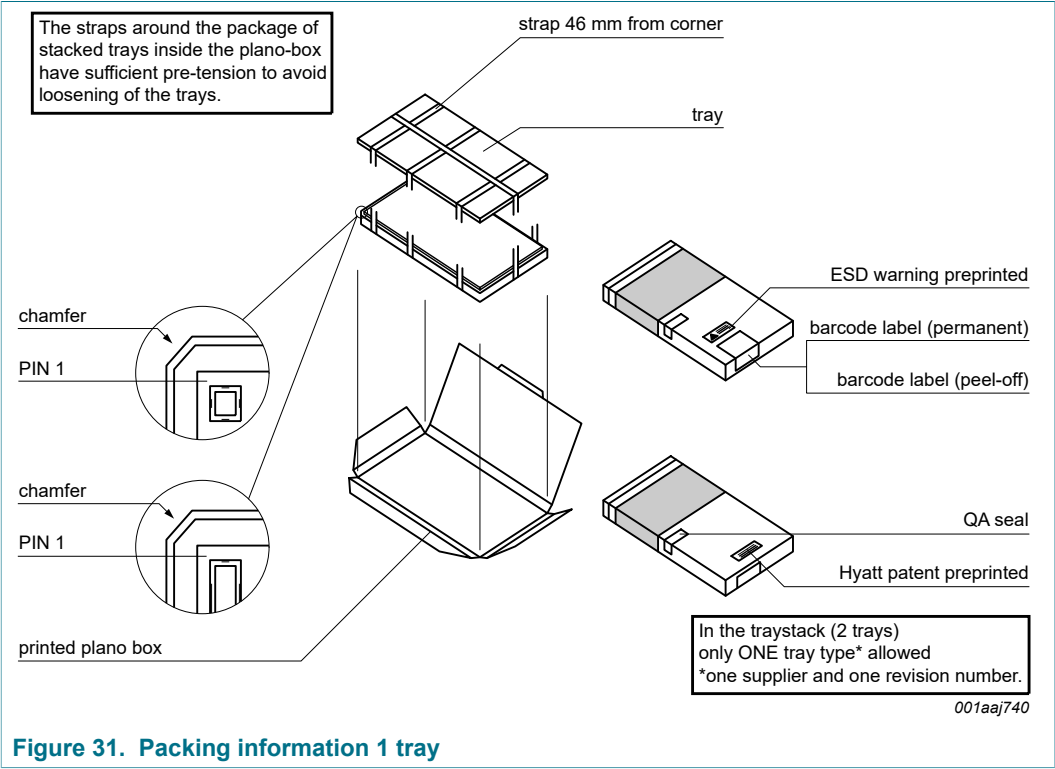 The straps around the package of
stacked trays inside the plano-box
have sufficient pre-tension to avoid
loosening of the trays.
strap 46 mm from corner
tray
chamfer
PIN 1
chamfer
PIN 1
printed plano box
ESD warning preprinted
barcode label (permanent)
barcode label (peel-off)
QA seal
Hyatt patent preprinted
In the traystack (2 trays)
only ONE tray type* allowed
*one supplier and one revision number.
001aaj740
Figure 31. Packing information 1 tray